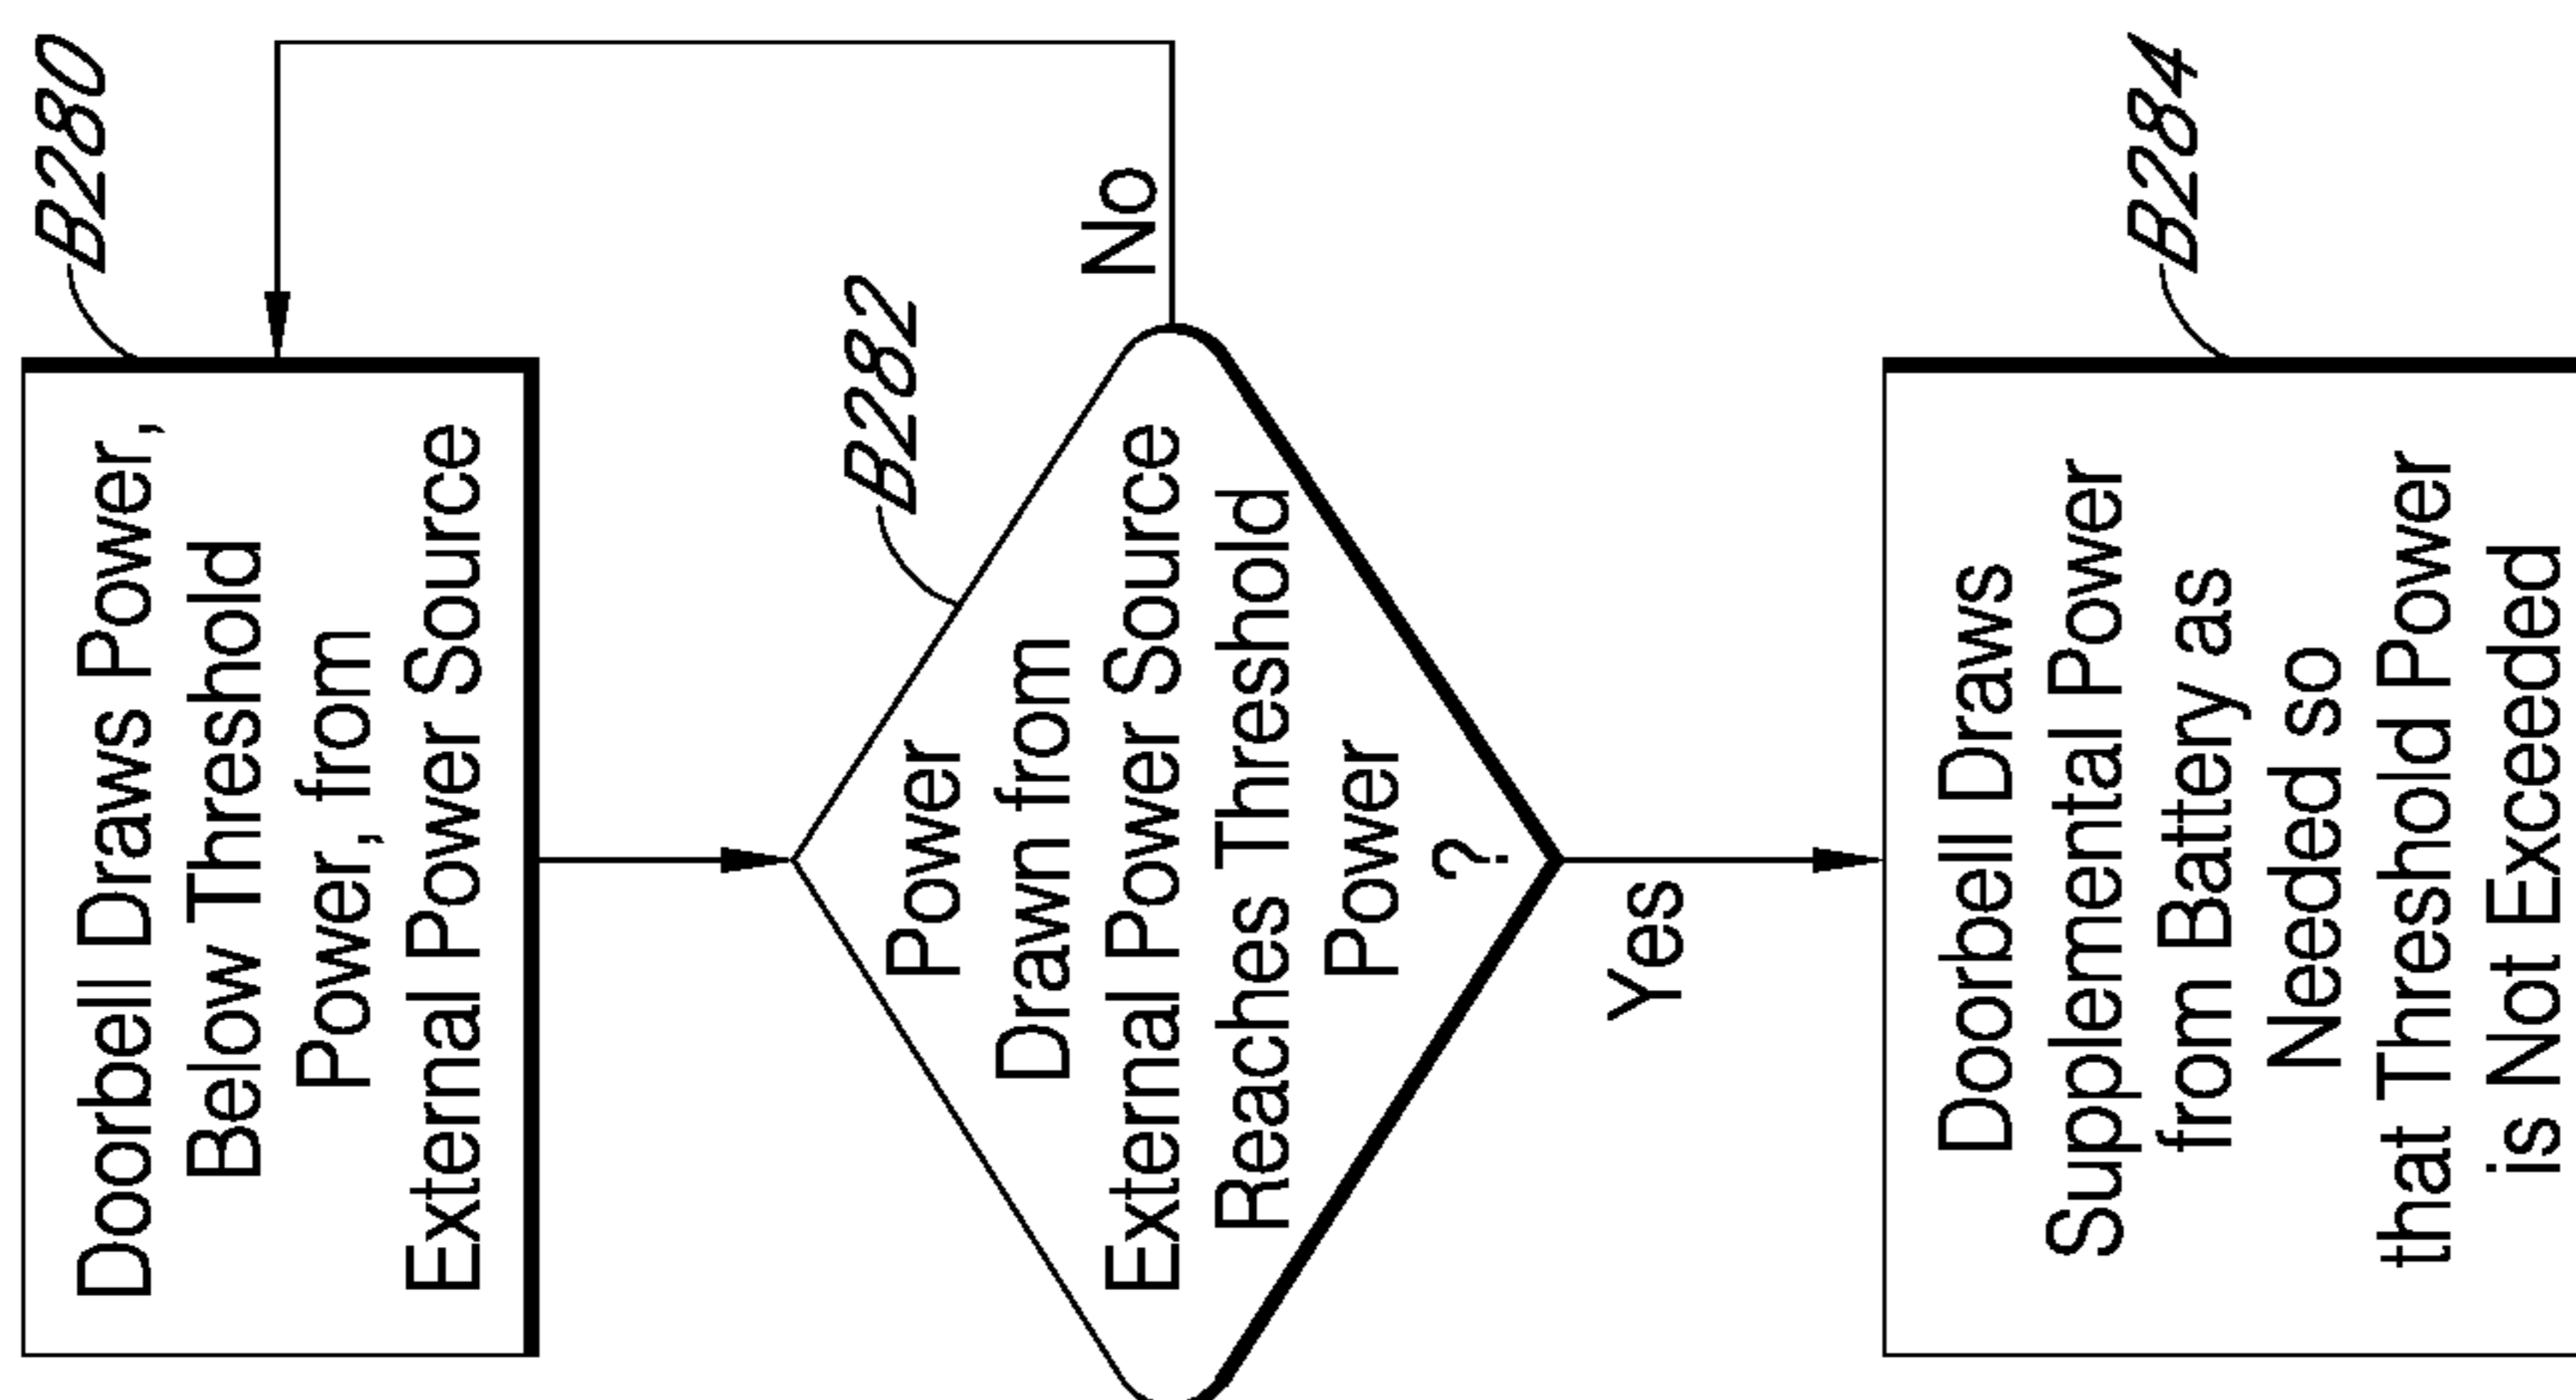 B280
Doorbell Draws Power,
Below Threshold
Power, from
External Power Source
B282
Power
Drawn from
External Power Source
Reaches Threshold
Power
?
No
Yes
B284
Doorbell Draws
Supplemental Power
from Battery as
Needed so
that Threshold Power
is Not Exceeded